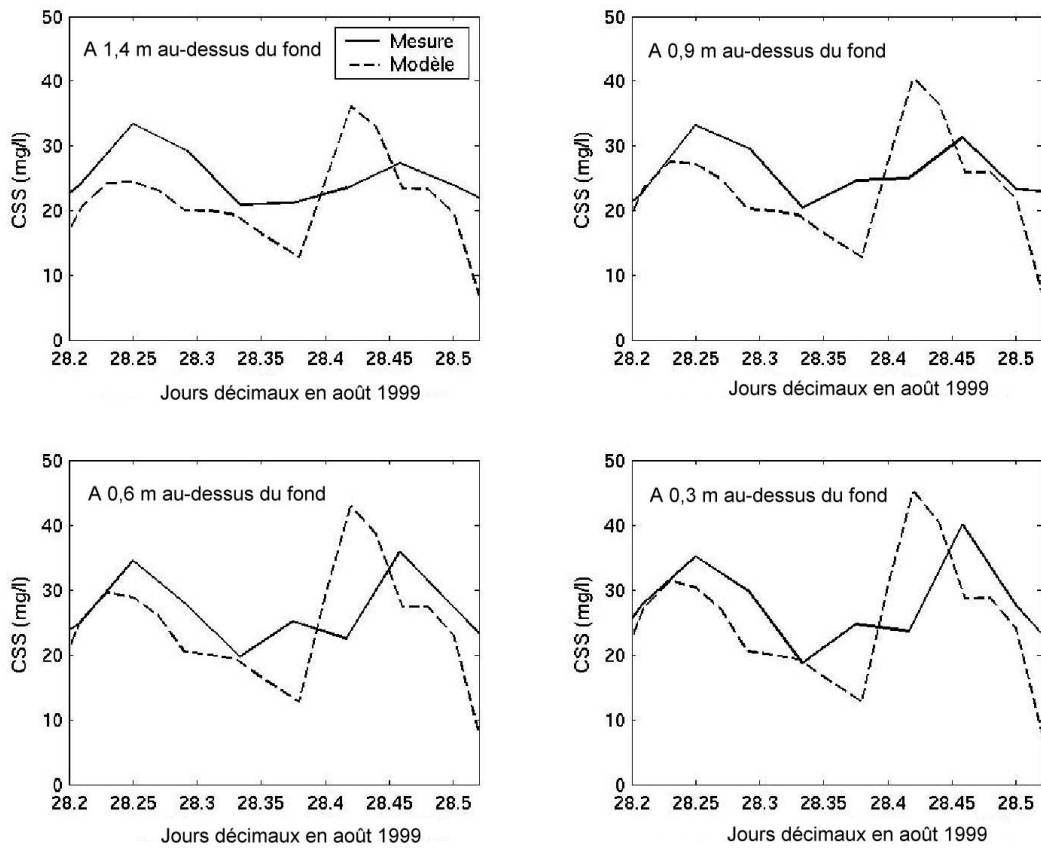 A 1,4 m au-dessus du fond
Mesure
Modèle
50
40
30
20
10
0
CSS (mg/l)
28.2 28.25 28.3 28.35 28.4 28.45 28.5
Jours décimaux en août 1999
A 0,9 m au-dessus du fond
50
40
30
20
10
0
CSS (mg/l)
28.2 28.25 28.3 28.35 28.4 28.45 28.5
Jours décimaux en août 1999
A 0,6 m au-dessus du fond
50
40
30
20
10
0
CSS (mg/l)
28.2 28.25 28.3 28.35 28.4 28.45 28.5
Jours décimaux en août 1999
A 0,3 m au-dessus du fond
50
40
30
20
10
0
CSS (mg/l)
28.2 28.25 28.3 28.35 28.4 28.45 28.5
Jours décimaux en août 1999